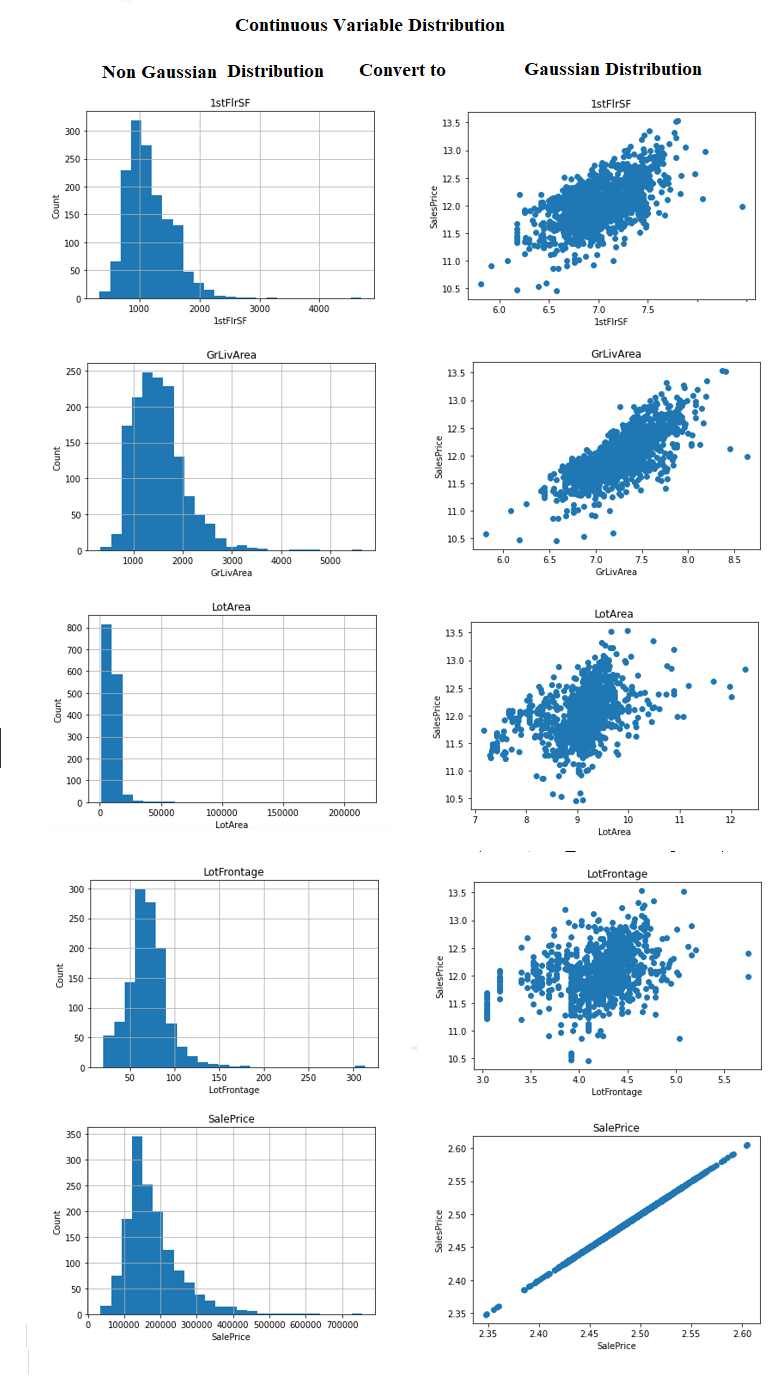 Continuous Variable Distribution
Non Gaussian Distribution Convert to Gaussian Distribution
1stFlrSF
300
250
200
150
100
50
0
Count
1000 2000 3000 4000
1stFlrSF
1stFlrSF
13.5
13.0
12.5
12.0
11.5
11.0
10.5
SalesPrice
6.0 6.5 7.0 7.5
1stFlrSF
GrLivArea
250
200
150
100
50
0
Count
1000 2000 3000 4000 5000
GrLivArea
GrLivArea
13.5
13.0
12.5
12.0
11.5
11.0
10.5
SalesPrice
6.0 6.5 7.0 7.5 8.0 8.5
GrLivArea
LotArea
800
700
600
500
400
300
200
100
0
Count
0 50000 100000 150000 200000
LotArea
LotArea
13.5
13.0
12.5
12.0
11.5
11.0
10.5
SalesPrice
7 8 9 10 11 12
LotArea
LotFrontage
300
250
200
150
100
50
0
Count
50 100 150 200 250 300
LotFrontage
LotFrontage
13.5
13.0
12.5
12.0
11.5
11.0
10.5
SalesPrice
3.0 3.5 4.0 4.5 5.0 5.5
LotFrontage
SalePrice
350
300
250
200
150
100
50
0
Count
0 100000 200000 300000 400000 500000 600000 700000
SalePrice
SalePrice
2.60
2.55
2.50
2.45
2.40
2.35
SalesPrice
2.35 2.40 2.45 2.50 2.55 2.60
SalePrice